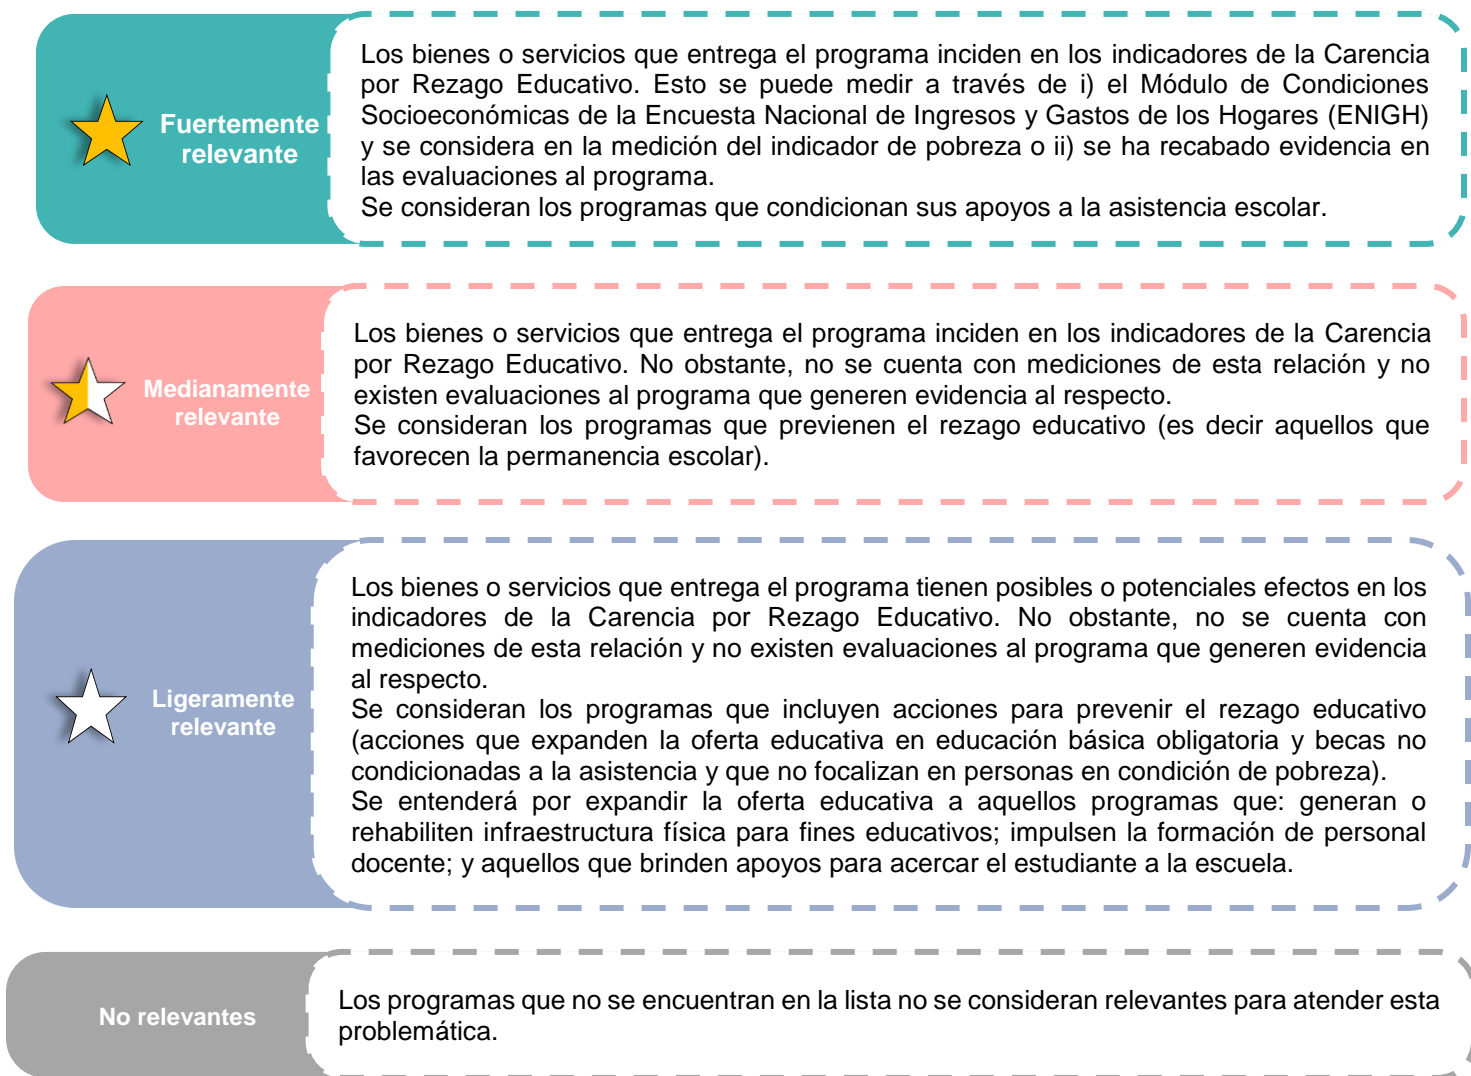 Fuertemente
relevante
Los bienes o servicios que entrega el programa inciden en los indicadores de la Carencia
por Rezago Educativo. Esto se puede medir a través de i) el Módulo de Condiciones
Socioeconómicas de la Encuesta Nacional de Ingresos y Gastos de los Hogares (ENIGH)
y se considera en la medición del indicador de pobreza o ii) se ha recabado evidencia en
las evaluaciones al programa.
Se consideran los programas que condicionan sus apoyos a la asistencia escolar.
Medianamente
relevante
Los bienes o servicios que entrega el programa inciden en los indicadores de la Carencia
por Rezago Educativo. No obstante, no se cuenta con mediciones de esta relación y no
existen evaluaciones al programa que generen evidencia al respecto.
Se consideran los programas que previenen el rezago educativo (es decir aquellos que
favorecen la permanencia escolar).
Ligeramente
relevante
Los bienes o servicios que entrega el programa tienen posibles o potenciales efectos en los
indicadores de la Carencia por Rezago Educativo. No obstante, no se cuenta con
mediciones de esta relación y no existen evaluaciones al programa que generen evidencia
al respecto.
Se consideran los programas que incluyen acciones para prevenir el rezago educativo
(acciones que expanden la oferta educativa en educación básica obligatoria y becas no
condicionadas a la asistencia y que no focalizan en personas en condición de pobreza).
Se entenderá por expandir la oferta educativa a aquellos programas que: generan o
rehabiliten infraestructura física para fines educativos; impulsen la formación de personal
docente; y aquellos que brinden apoyos para acercar el estudiante a la escuela.
No relevantes
Los programas que no se encuentran en la lista no se consideran relevantes para atender esta
problemática.